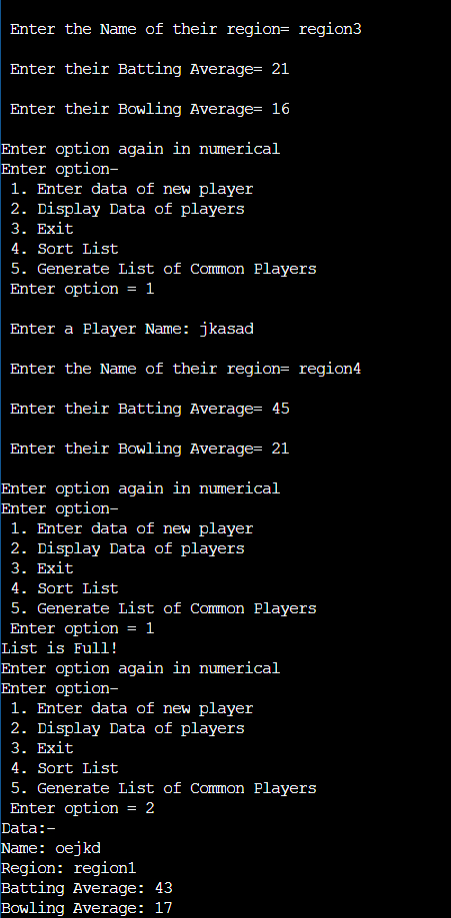 Enter the Name of their region= region3
Enter their Batting Average= 21
Enter their Bowling Average= 16
Enter option again in numerical
Enter option-
1. Enter data of new player
2. Display Data of players
3. Exit
4. Sort List
5. Generate List of Common Players
Enter option = 1
Enter a Player Name: jkasad
Enter the Name of their region= region4
Enter their Batting Average= 45
Enter their Bowling Average= 21
Enter option again in numerical
Enter option-
1. Enter data of new player
2. Display Data of players
3. Exit
4. Sort List
5. Generate List of Common Players
Enter option = 1
List is Full!
Enter option again in numerical
Enter option-
1. Enter data of new player
2. Display Data of players
3. Exit
4. Sort List
5. Generate List of Common Players
Enter option = 2
Data:-
Name: oejkd
Region: region1
Batting Average: 43
Bowling Average: 17